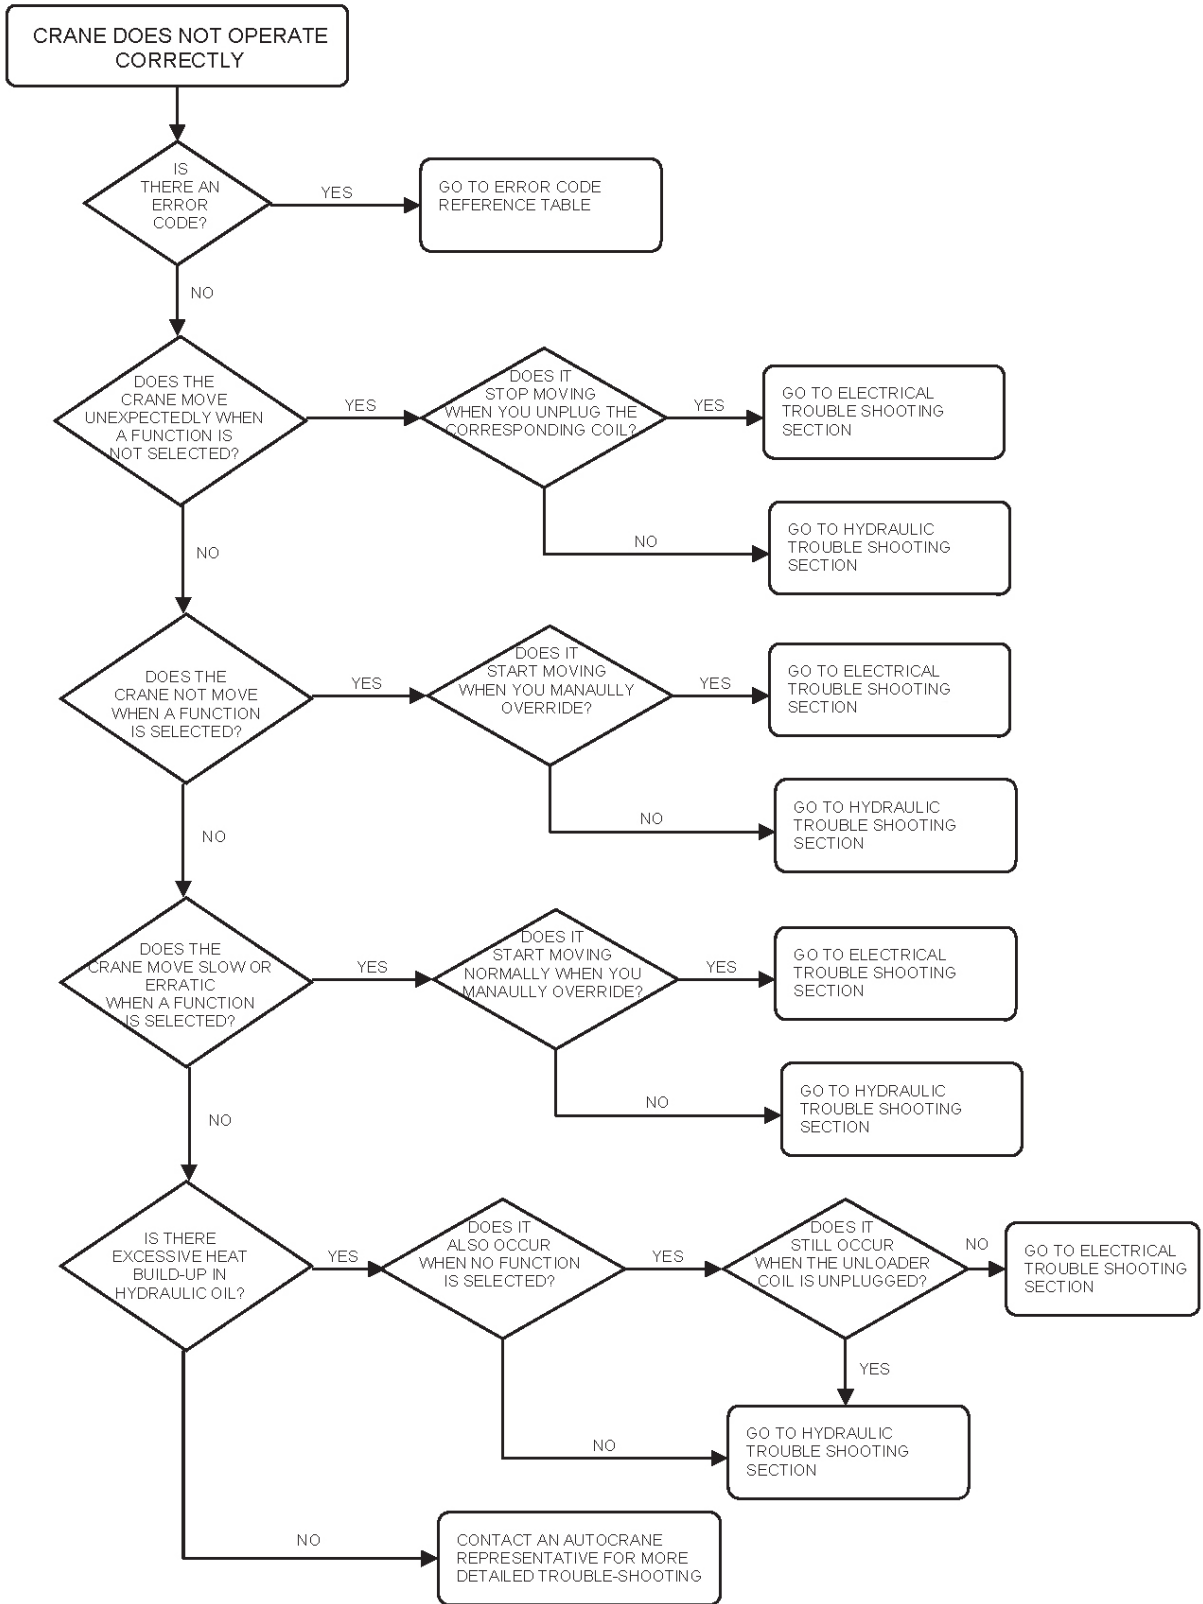 CRANE DOES NOT OPERATE
CORRECTLY
IS
THERE AN
ERROR
CODE?
YES
GO TO ERROR CODE
REFERENCE TABLE
NO
DOES THE
CRANE MOVE
UNEXPECTEDLY WHEN
A FUNCTION IS
NOT SELECTED?
YES
DOES IT
STOP MOVING
WHEN YOU UNPLUG THE
CORRESPONDING COIL?
YES
GO TO ELECTRICAL
TROUBLE SHOOTING
SECTION
NO
GO TO HYDRAULIC
TROUBLE SHOOTING
SECTION
NO
DOES THE
CRANE NOT MOVE
WHEN A FUNCTION
IS SELECTED?
YES
DOES IT
START MOVING
WHEN YOU MANAULLY
OVERRIDE?
YES
GO TO ELECTRICAL
TROUBLE SHOOTING
SECTION
NO
GO TO HYDRAULIC
TROUBLE SHOOTING
SECTION
NO
DOES THE
CRANE MOVE SLOW OR
ERRATIC
WHEN A FUNCTION
IS SELECTED?
YES
DOES IT
START MOVING
NORMALLY WHEN YOU
MANAULLY OVERRIDE?
YES
GO TO ELECTRICAL
TROUBLE SHOOTING
SECTION
NO
GO TO HYDRAULIC
TROUBLE SHOOTING
SECTION
NO
IS THERE
EXCESSIVE HEAT
BUILD-UP IN
HYDRAULIC OIL?
YES
DOES IT
ALSO OCCUR
WHEN NO FUNCTION
IS SELECTED?
YES
DOES IT
STILL OCCUR
WHEN THE UNLOADER
COIL IS UNPLUGGED?
NO
GO TO ELECTRICAL
TROUBLE SHOOTING
SECTION
YES
NO
GO TO HYDRAULIC
TROUBLE SHOOTING
SECTION
NO
CONTACT AN AUTOCRANE
REPRESENTATIVE FOR MORE
DETAILED TROUBLE-SHOOTING